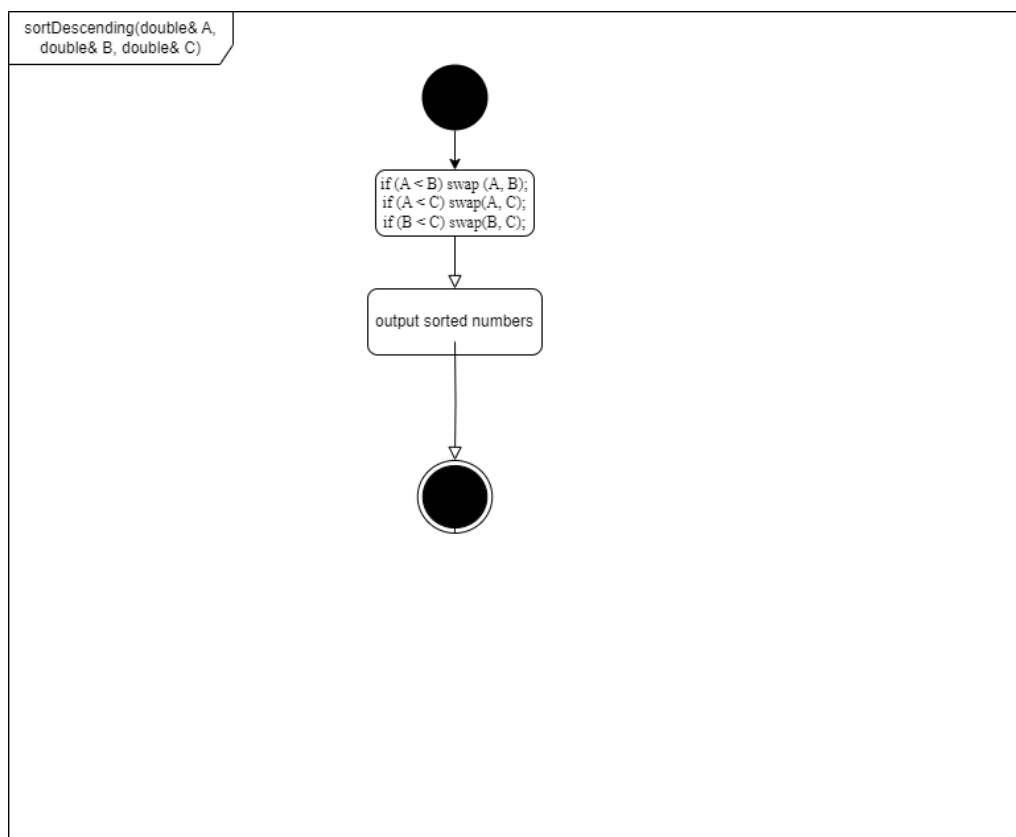 sortDescending(double& A,
double& B, double& C)
if (A < B) swap (A, B);
if (A < C) swap(A, C);
if (B < C) swap(B, C);
output sorted numbers